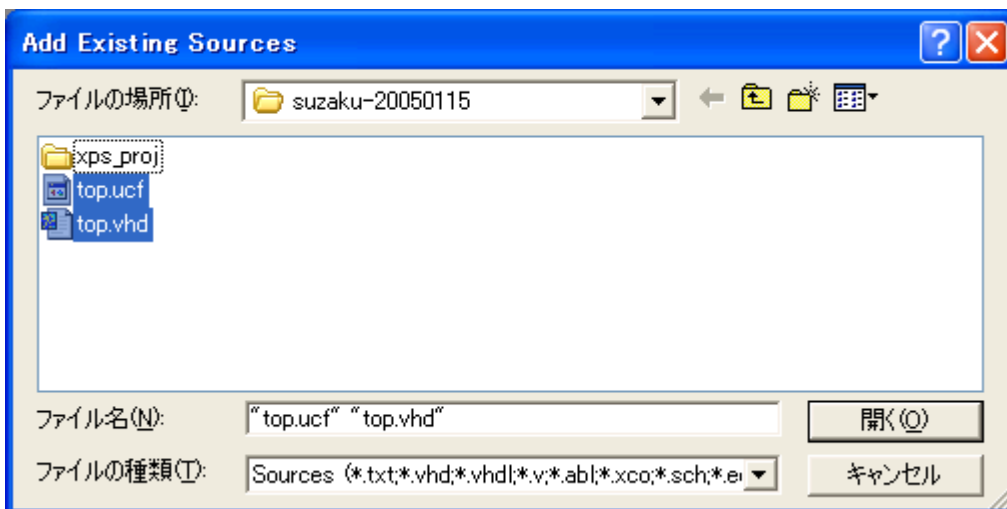 Add Existing Sources
ファイルの場所(I):
suzaku-20050115
xps_proj
top.ucf
top.vhd
ファイル名(N):
"top.ucf" "top.vhd"
開く(O)
ファイルの種類(T):
Sources (*.txt;*.vhd;*.vhdl;*.v;*.abl;*.xco;*.sch;*.e
キャンセル